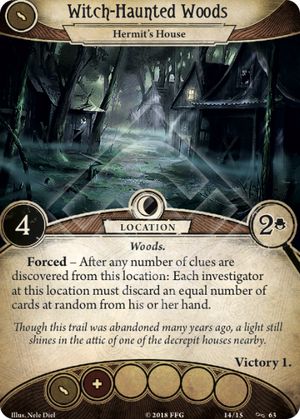 Witch-Haunted Woods
Hermit's House
4
LOCATION
2
Woods.
Forced – After any number of clues are
discovered from this location: Each investigator
at this location must discard an equal number of
cards at random from his or her hand.
Though this trail was abandoned many years ago, a light still
shines in the attic of one of the decrepit houses nearby.
Victory 1.
Illus. Nele Diel
© 2018 FFG
14/15
63